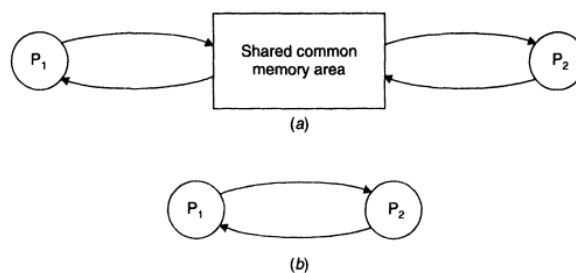 P₁
Shared common
memory area
P₂
(a)
P₁
P₂
(b)